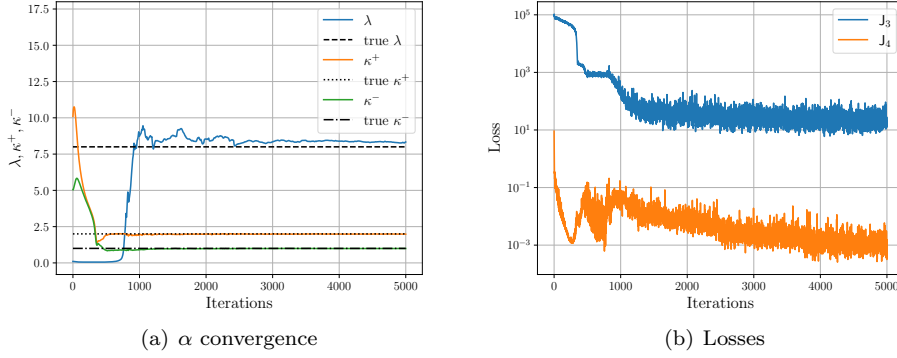 17.5
15.0
12.5
10.0
7.5
5.0
2.5
0.0
λ, κ⁺, κ⁻
0 1000 2000 3000 4000 5000
Iterations
λ
true λ
κ⁺
true κ⁺
κ⁻
true κ⁻
(a) α convergence
10⁵
10³
10¹
10⁻¹
10⁻³
Losss
0 1000 2000 3000 4000 5000
Iterations
J₃
J₄
(b) Losses